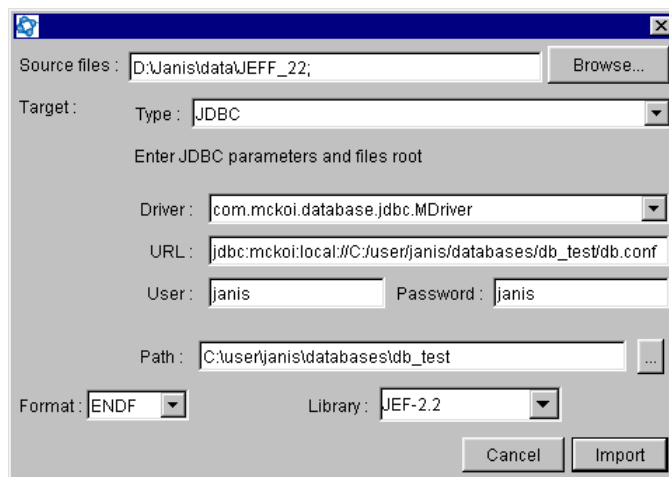 Source files : D:\Janis\data\JEFF_22; Browse...
Target : Type : JDBC
Enter JDBC parameters and files root
Driver : com.mckoi.database.jdbc.MDriver
URL : jdbc:mckoi:local://C:/user/janis/databases/db_test/db.conf
User : janis Password : janis
Path : C:\user\janis\databases\db_test ...
Format : ENDF Library : JEF-2.2
Cancel Import